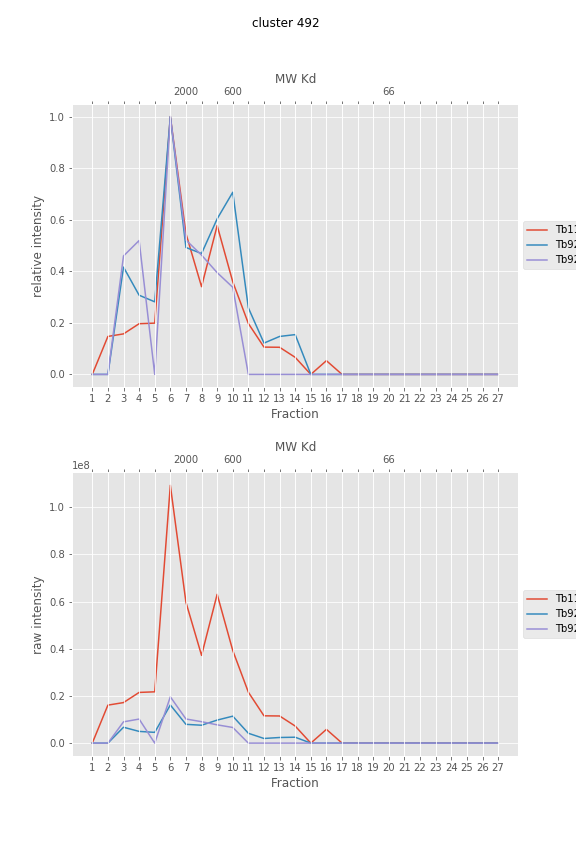 cluster 492
MW Kd
2000 600 66
1.0
0.8
0.6
0.4
0.2
0.0
relative intensity
Tb11
Tb92
Tb92
1 2 3 4 5 6 7 8 9 10 11 12 13 14 15 16 17 18 19 20 21 22 23 24 25 26 27
Fraction
MW Kd
1e8
2000 600 66
1.0
0.8
0.6
0.4
0.2
0.0
raw intensity
Tb11
Tb92
Tb92
1 2 3 4 5 6 7 8 9 10 11 12 13 14 15 16 17 18 19 20 21 22 23 24 25 26 27
Fraction